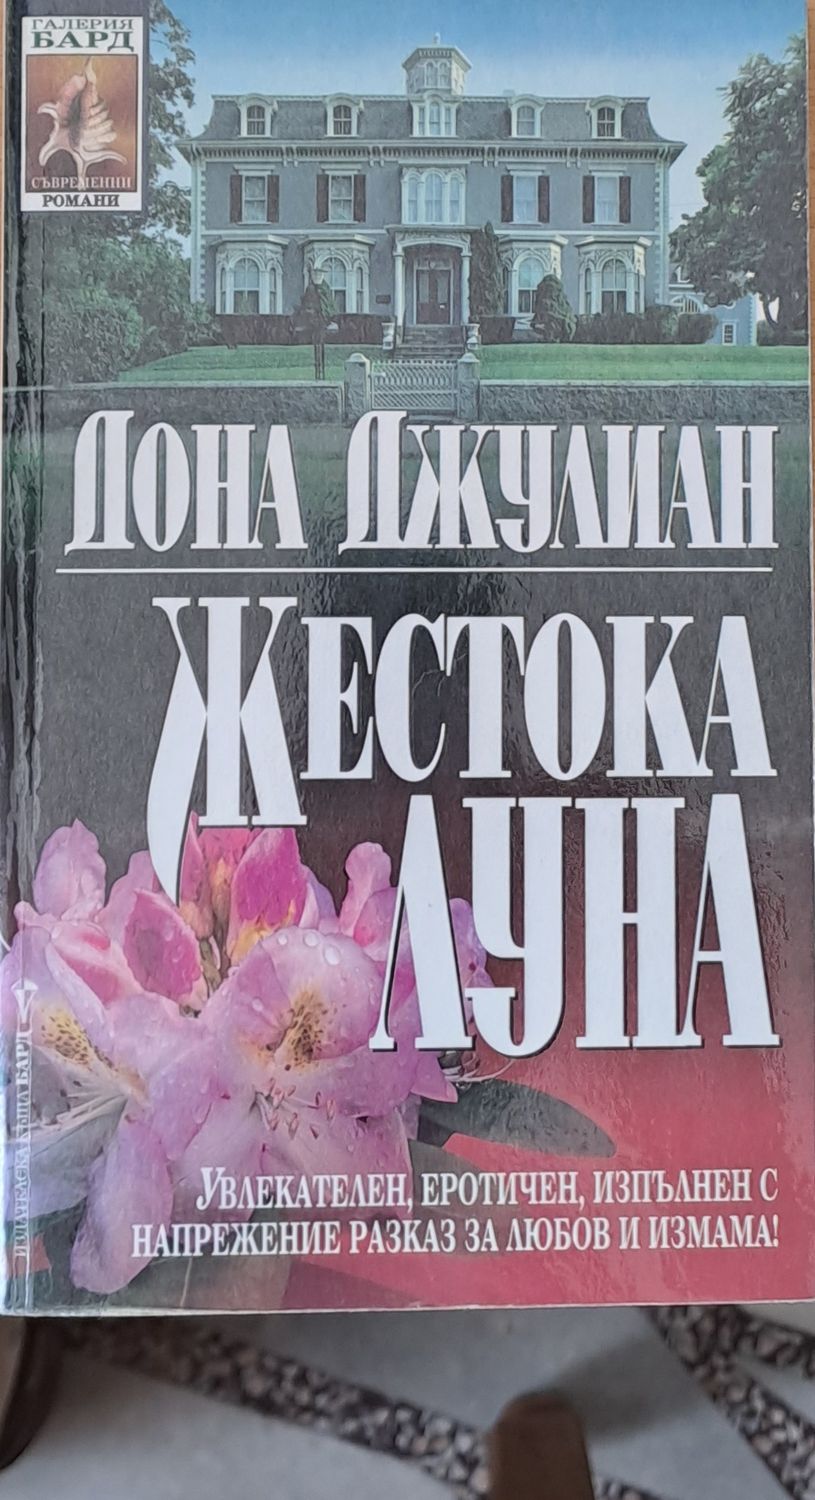 ГАЛЕРИЯ
БАРД
СЪВРЕМЕННИ
РОМАНИ
ДОНА ДЖУЛИАН
ЖЕСТОКА
ЛУНА
ИЗДАТЕЛСКА КЪЩА БАРД
УВЛЕКАТЕЛЕН, ЕРОТИЧЕН, ИЗПЪЛНЕН С
НАПРЕЖЕНИЕ РАЗКАЗ ЗА ЛЮБОВ И ИЗМАМА!